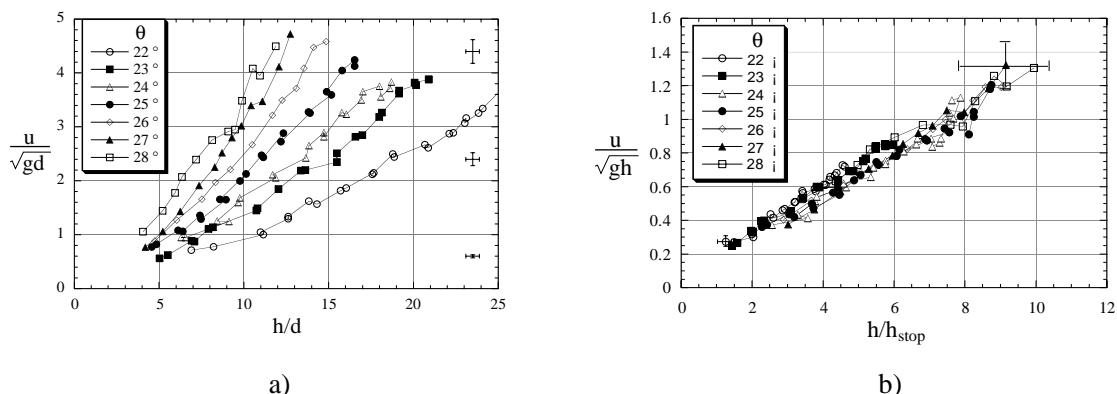 5
4
3
2
1
0
u
√gd
θ
22 °
23 °
24 °
25 °
26 °
27 °
28 °
0 5 10 15 20 25
h/d
a)
1.6
1.4
1.2
1.0
0.8
0.6
0.4
0.2
0.0
u
√gh
θ
22 ¡
23 ¡
24 ¡
25 ¡
26 ¡
27 ¡
28 ¡
0 2 4 6 8 10 12
h/hstop
b)